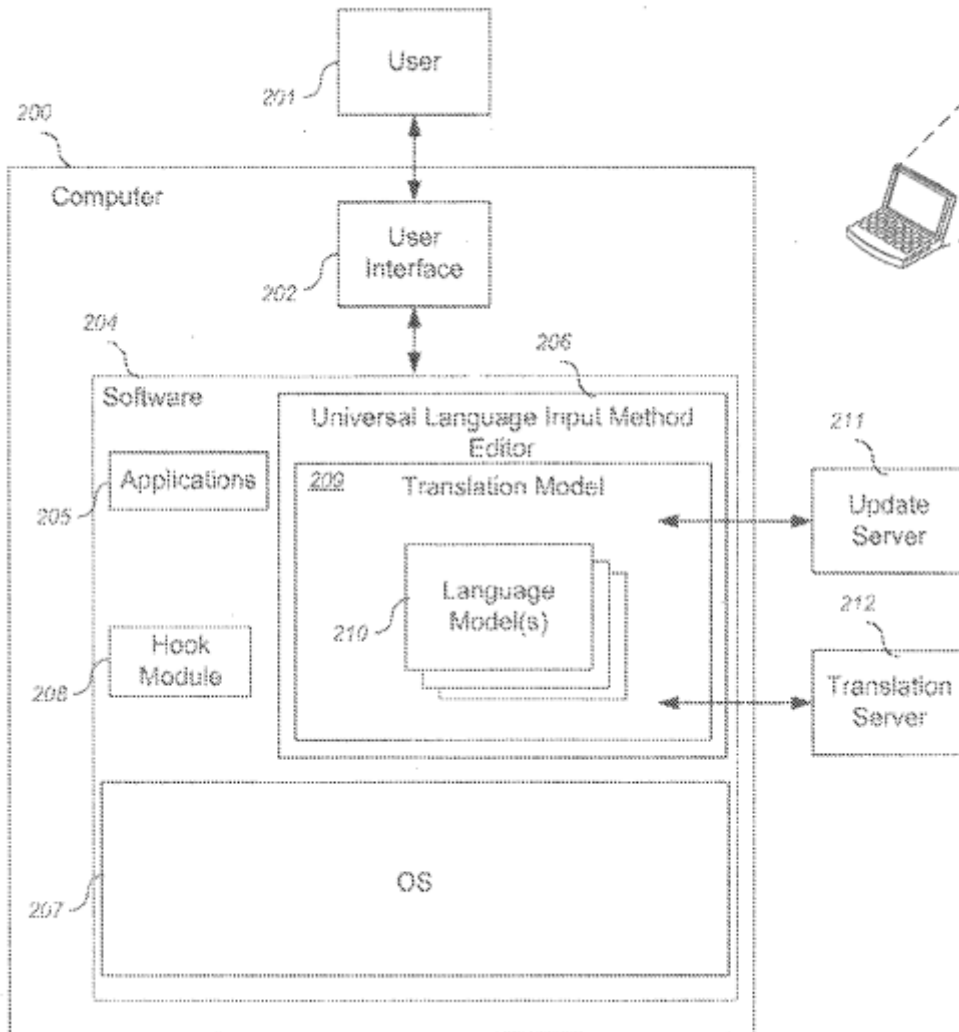 User
201
200
Computer
User
Interface
202
204
206
Software
Universal Language Input Method
Editor
211
Applications
209
Translation Model
Update
Server
205
Language
Model(s)
210
212
Hook
Module
208
Translation
Server
OS
207